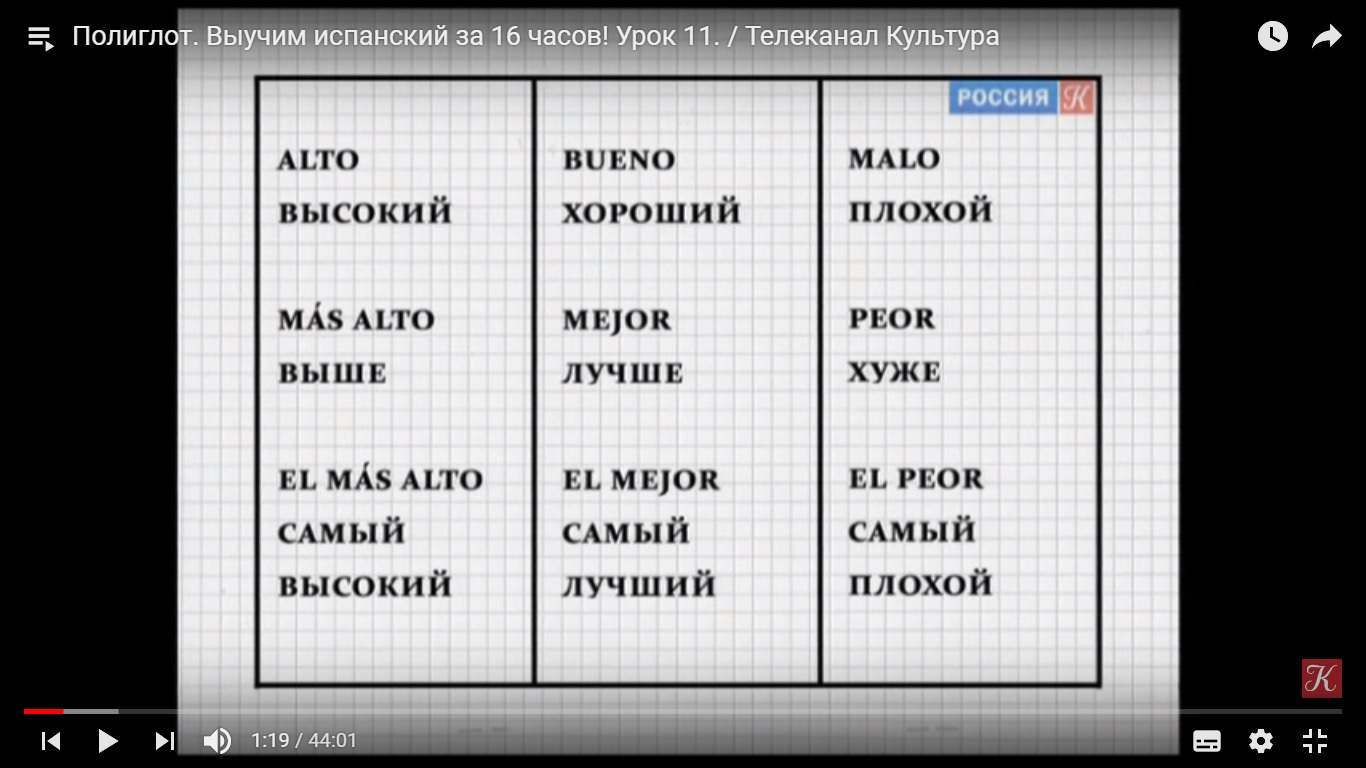 Полиглот. Выучим испанский за 16 часов! Урок 11. / Телеканал Культура
РОССИЯ К
ALTO
ВЫСОКИЙ
MÁS ALTO
ВЫШЕ
EL MÁS ALTO
САМЫЙ
ВЫСОКИЙ
BUENO
ХОРОШИЙ
MEJOR
ЛУЧШЕ
EL MEJOR
САМЫЙ
ЛУЧШИЙ
MALO
ПЛОХОЙ
PEOR
ХУЖЕ
EL PEOR
САМЫЙ
ПЛОХОЙ
К
1:19 / 44:01